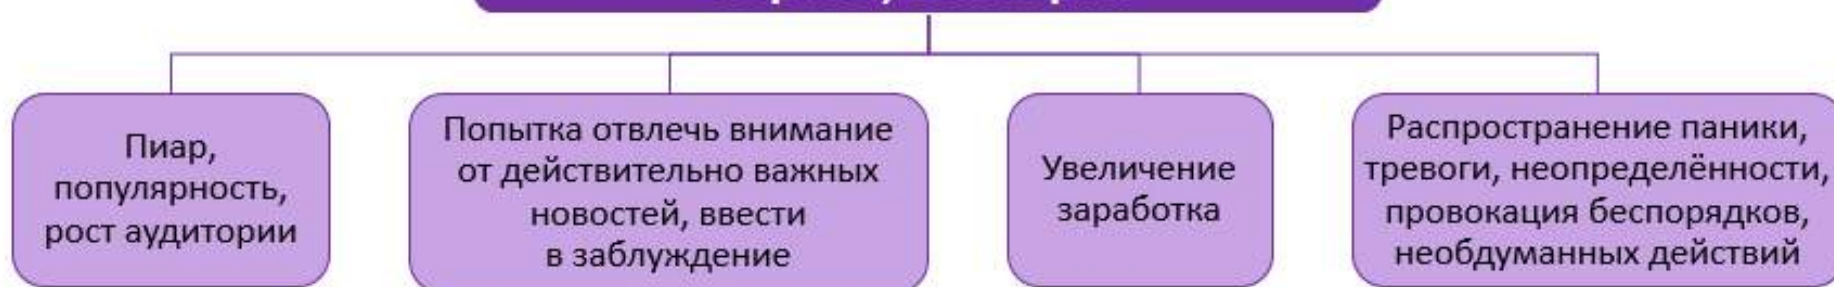 Пиар,
популярность,
рост аудитории
Попытка отвлечь внимание
от действительно важных
новостей, ввести
в заблуждение
Увеличение
заработка
Распространение паники,
тревоги, неопределённости,
провокация беспорядков,
необдуманных действий